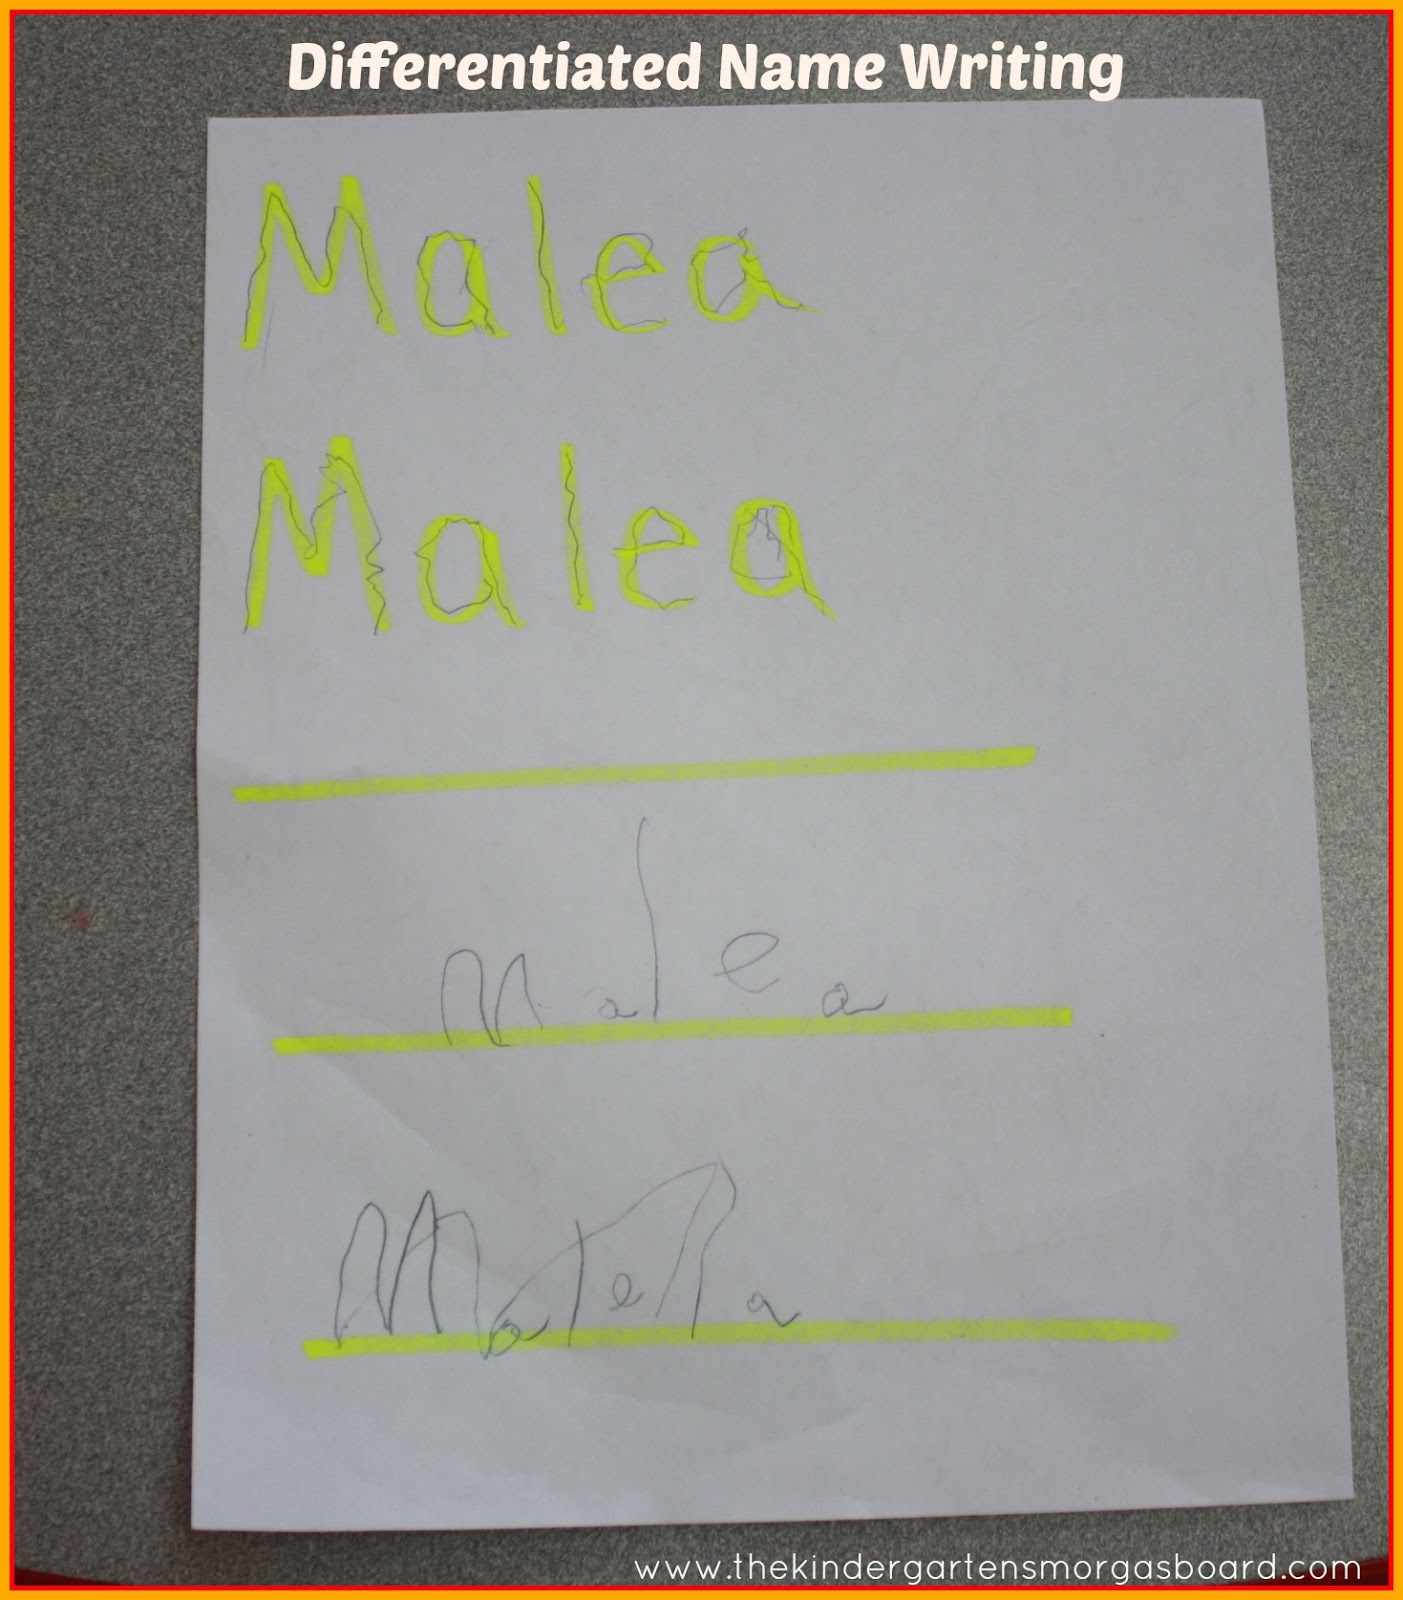 Differentiated Name Writing
Malea
Malea
Malea
www.thekindergartensmorgasboard.com